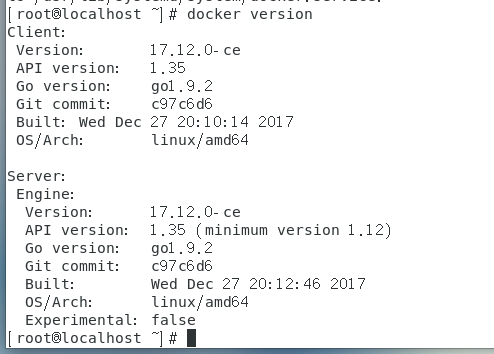 [root@localhost ~]# docker version
Client:
 Version:      17.12.0-ce
 API version:  1.35
 Go version:   go1.9.2
 Git commit:   c97c6d6
 Built: Wed Dec 27 20:10:14 2017
 OS/Arch:      linux/amd64

Server:
 Engine:
  Version:      17.12.0-ce
  API version:  1.35 (minimum version 1.12)
  Go version:   go1.9.2
  Git commit:   c97c6d6
  Built:        Wed Dec 27 20:12:46 2017
  OS/Arch:      linux/amd64
  Experimental: false
[root@localhost ~]#